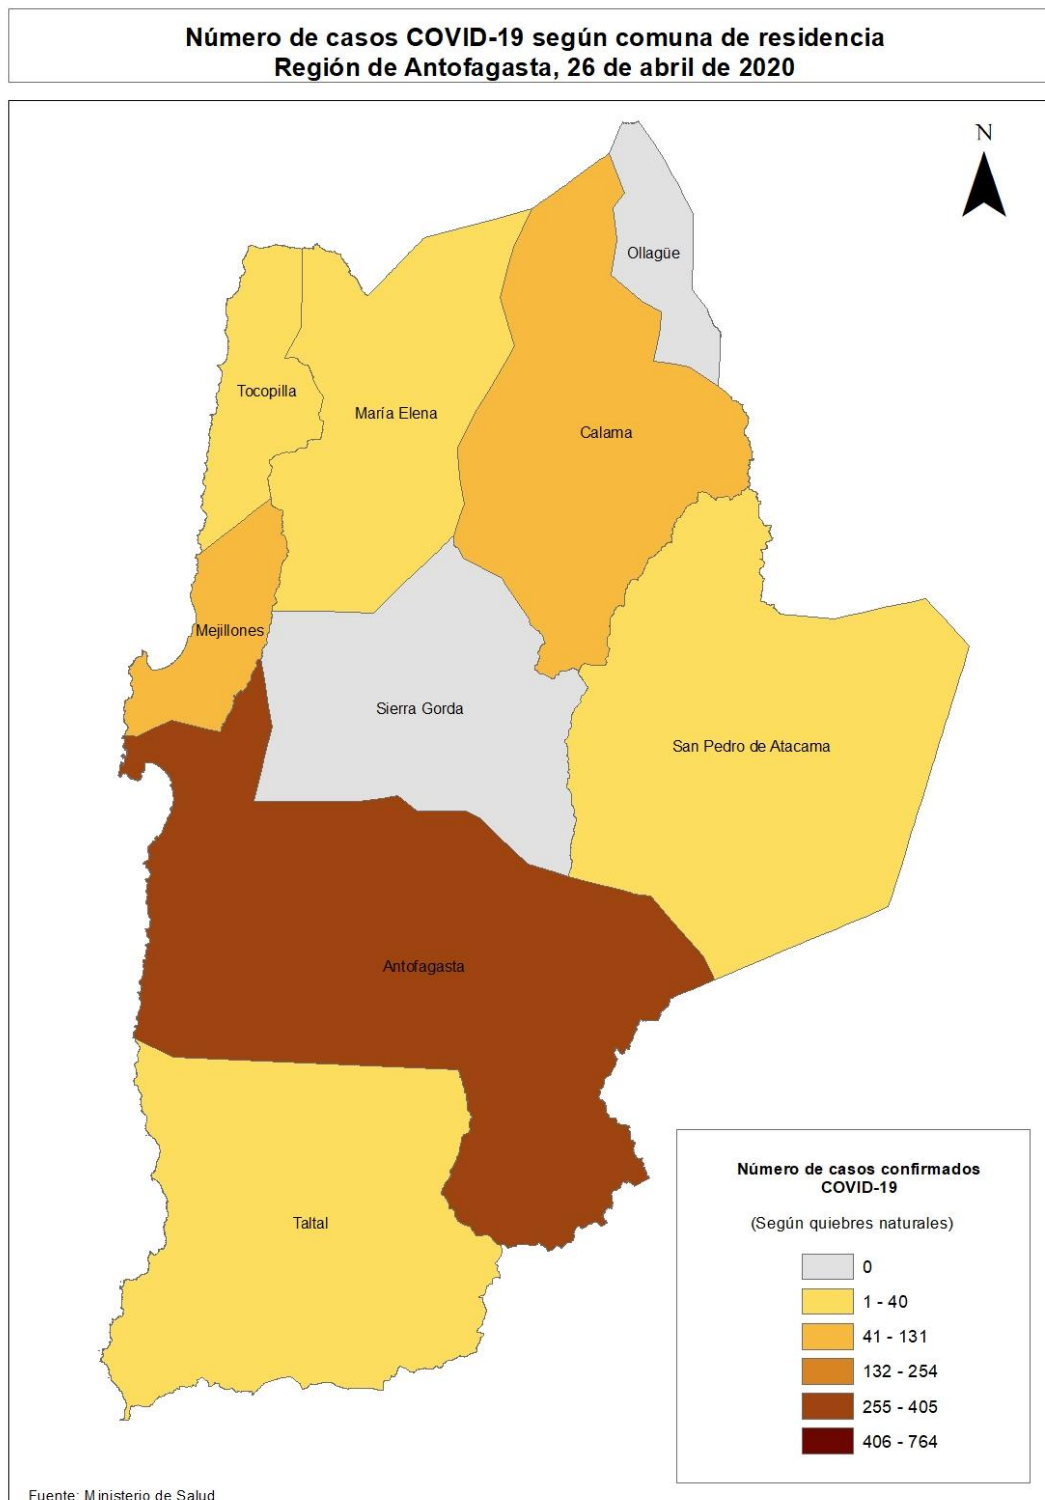 Número de casos COVID-19 según comuna de residencia
Región de Antofagasta, 26 de abril de 2020
N
Ollagüe
Tocopilla
María Elena
Calama
Mejillones
Sierra Gorda
San Pedro de Atacama
Antofagasta
Taltal
Número de casos confirmados
COVID-19
(Según quiebres naturales)
0
1 - 40
41 - 131
132 - 254
255 - 405
406 - 764
Fuente: Ministerio de Salud